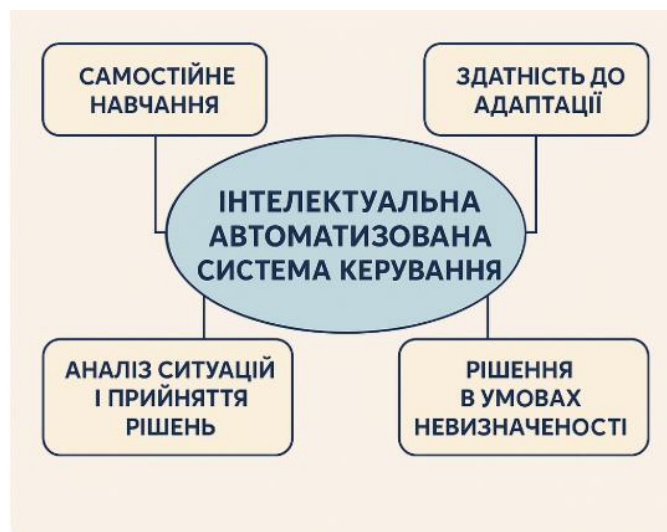 САМОСТІЙНЕ
НАВЧАННЯ
ЗДАТНІСТЬ ДО
АДАПТАЦІЇ
ІНТЕЛЕКТУАЛЬНА
АВТОМАТИЗОВАНА
СИСТЕМА КЕРУВАННЯ
АНАЛІЗ СИТУАЦІЙ
І ПРИЙНЯТТЯ
РІШЕНЬ
РІШЕННЯ
В УМОВАХ
НЕВИЗНАЧЕНОСТІ